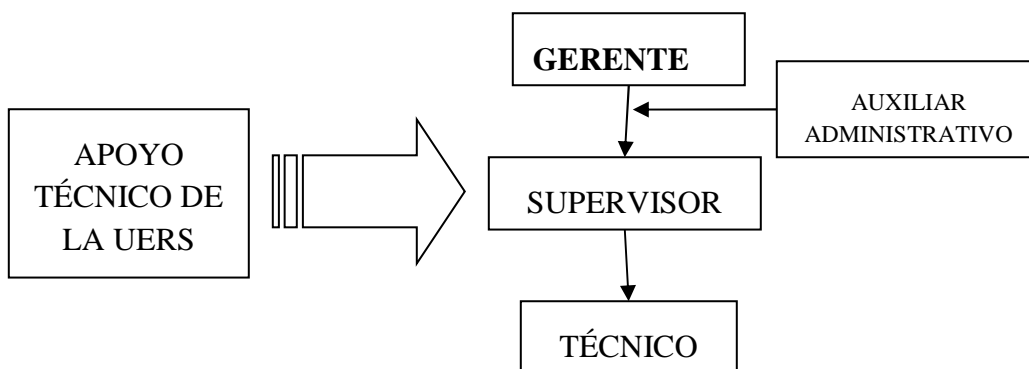 GERENTE
AUXILIAR
ADMINISTRATIVO
APOYO
TÉCNICO DE
LA UERS
SUPERVISOR
TÉCNICO